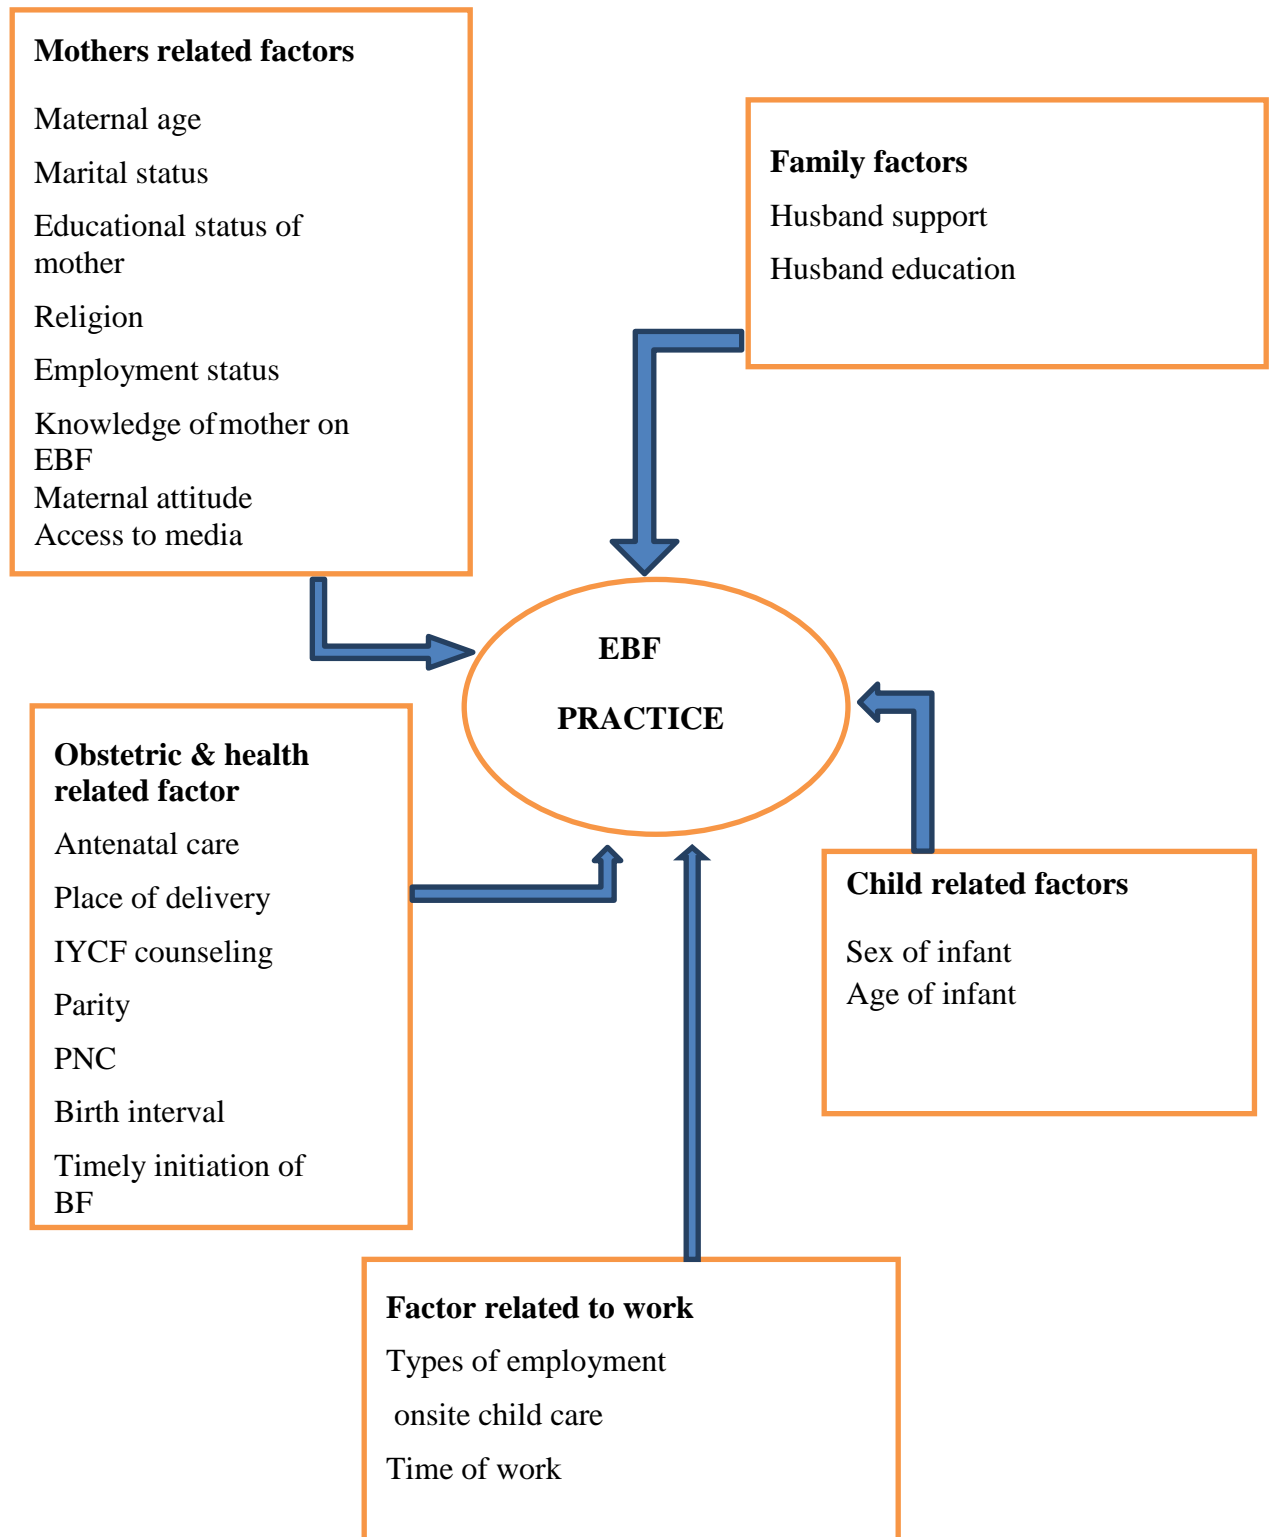 Mothers related factors
Maternal age
Marital status
Educational status of
mother
Religion
Employment status
Knowledge of mother on
EBF
Maternal attitude
Access to media
Family factors
Husband support
Husband education
EBF
PRACTICE
Obstetric & health
related factor
Antenatal care
Place of delivery
IYCF counseling
Parity
PNC
Birth interval
Timely initiation of
BF
Child related factors
Sex of infant
Age of infant
Factor related to work
Types of employment
onsite child care
Time of work